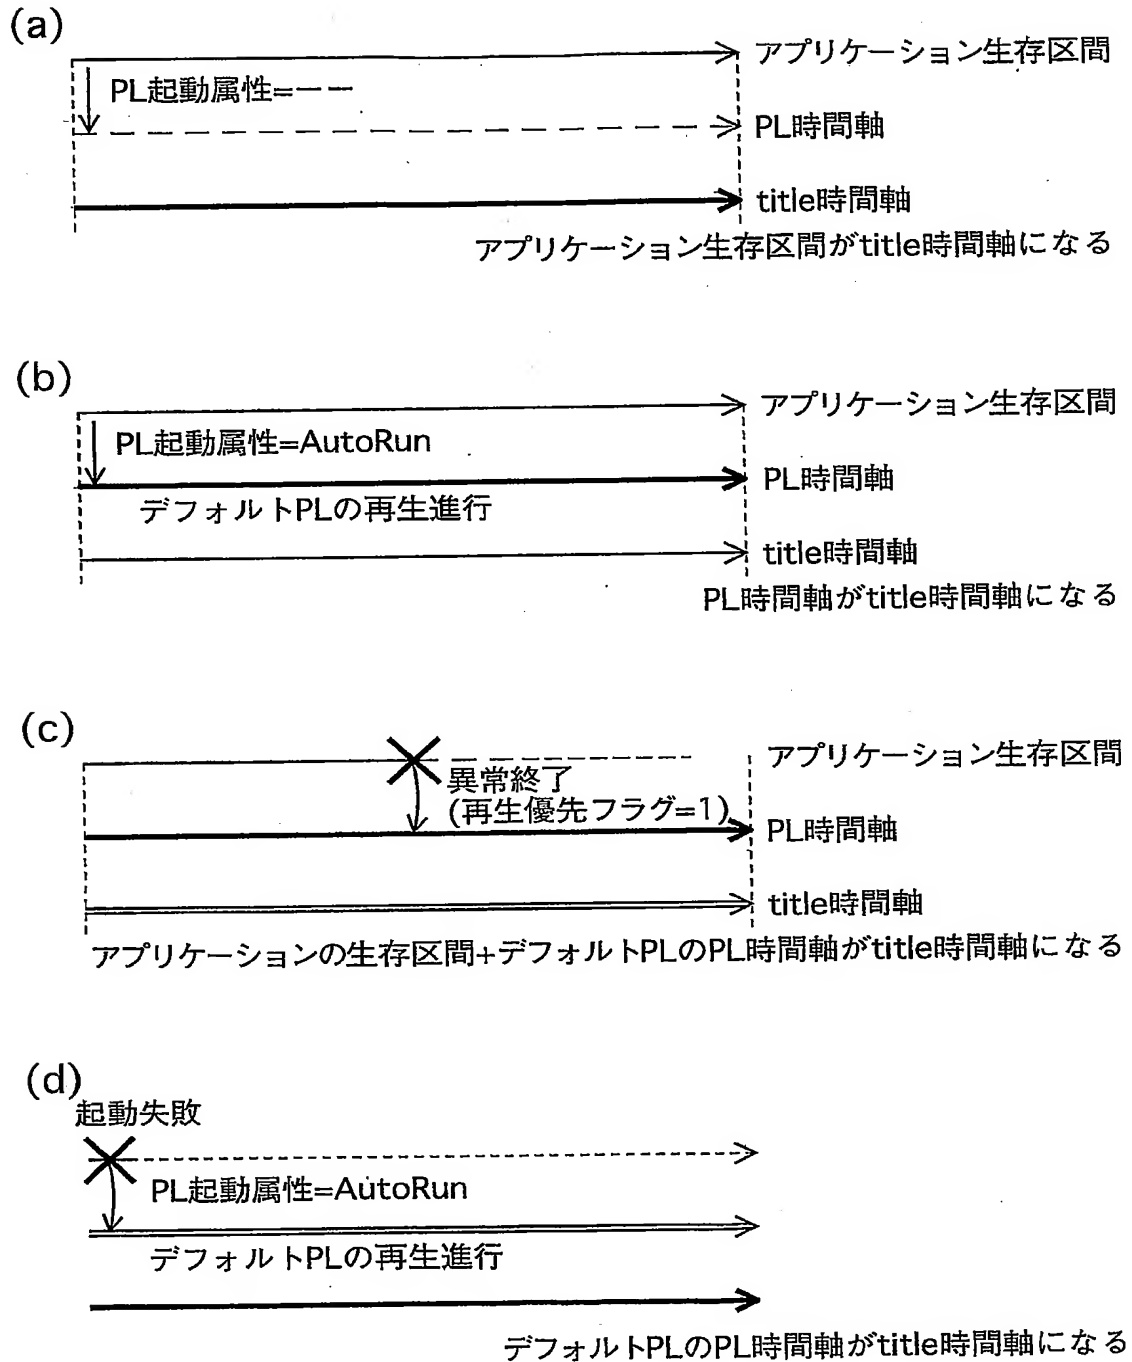 (a)
アプリケーション生存区間
PL起動属性=ーー
PL時間軸
title時間軸
アプリケーション生存区間がtitle時間軸になる
(b)
アプリケーション生存区間
PL起動属性=AutoRun
PL時間軸
デフォルトPLの再生進行
title時間軸
PL時間軸がtitle時間軸になる
(c)
アプリケーション生存区間
異常終了
(再生優先フラグ=1)
PL時間軸
title時間軸
アプリケーションの生存区間+デフォルトPLのPL時間軸がtitle時間軸になる
(d)
起動失敗
PL起動属性=AutoRun
デフォルトPLの再生進行
デフォルトPLのPL時間軸がtitle時間軸になる